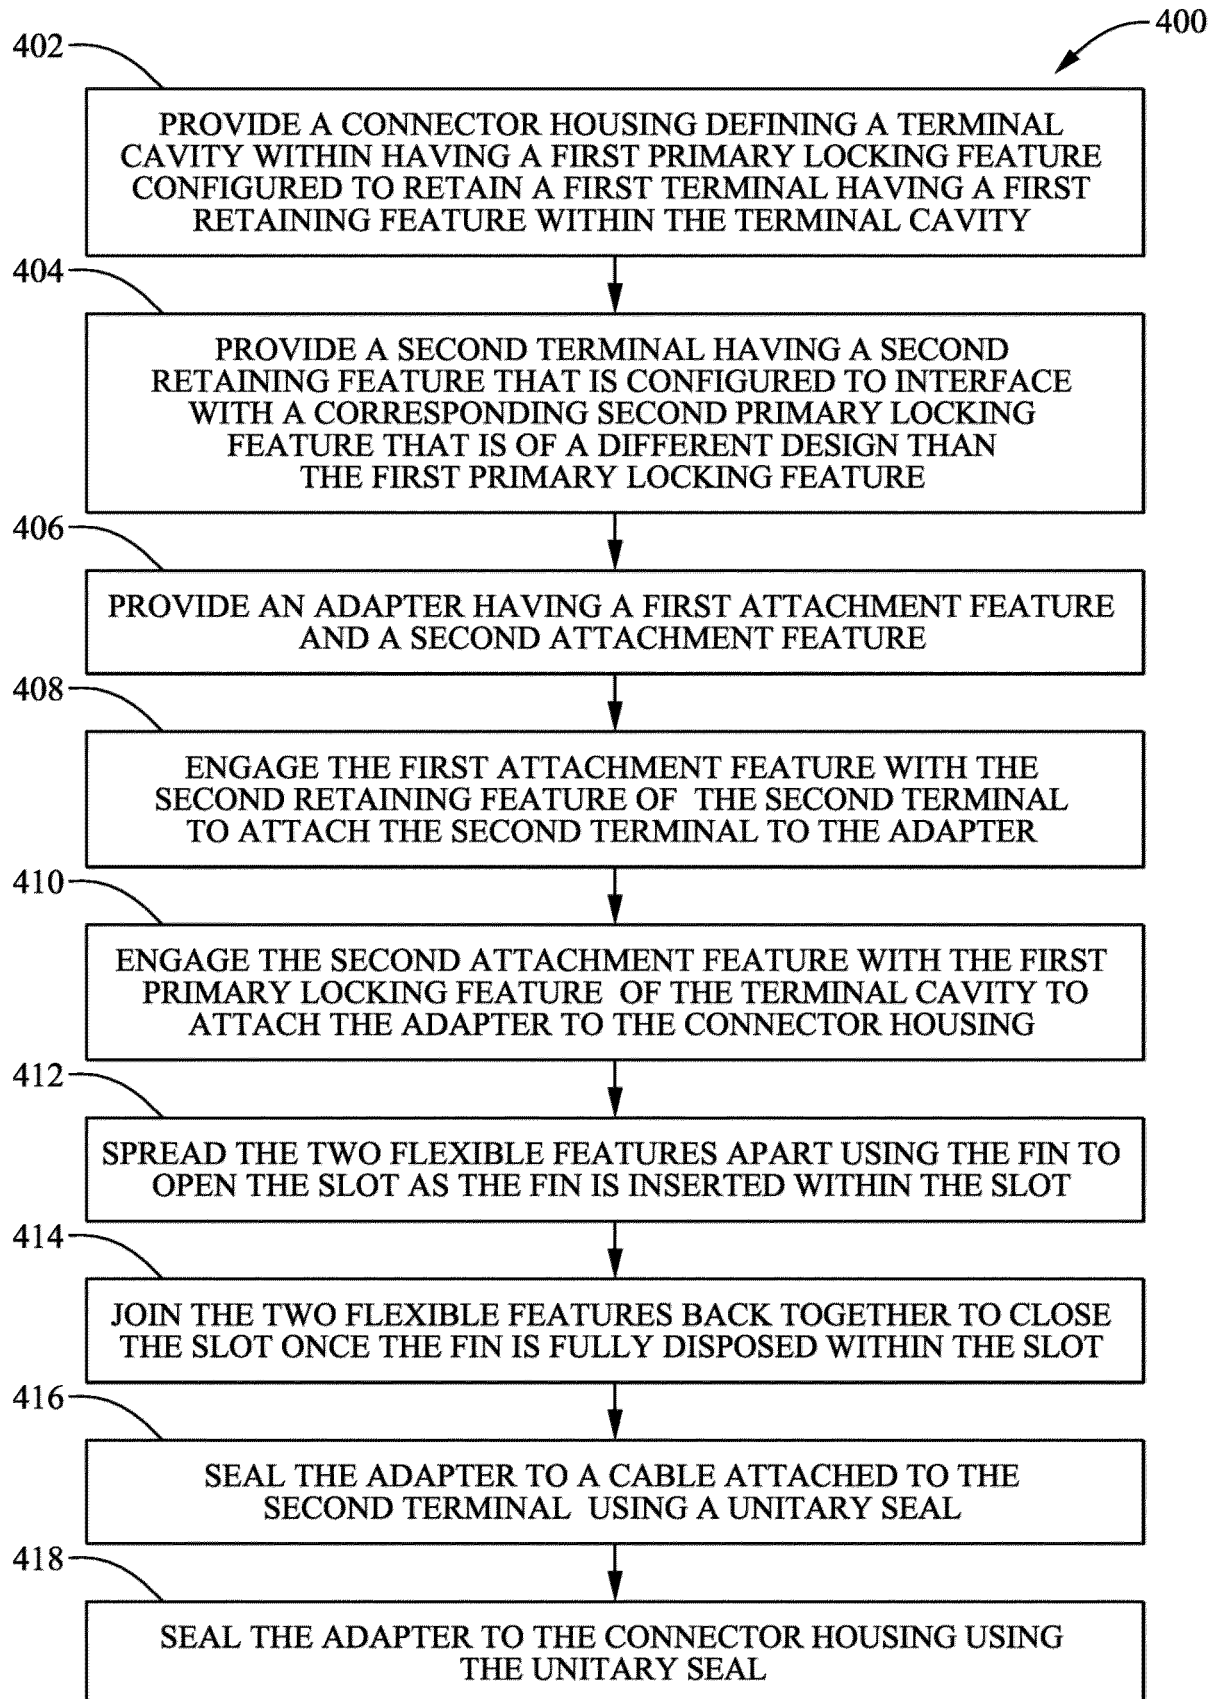 400
402
PROVIDE A CONNECTOR HOUSING DEFINING A TERMINAL
CAVITY WITHIN HAVING A FIRST PRIMARY LOCKING FEATURE
CONFIGURED TO RETAIN A FIRST TERMINAL HAVING A FIRST
RETAINING FEATURE WITHIN THE TERMINAL CAVITY
404
PROVIDE A SECOND TERMINAL HAVING A SECOND
RETAINING FEATURE THAT IS CONFIGURED TO INTERFACE
WITH A CORRESPONDING SECOND PRIMARY LOCKING
FEATURE THAT IS OF A DIFFERENT DESIGN THAN
THE FIRST PRIMARY LOCKING FEATURE
406
PROVIDE AN ADAPTER HAVING A FIRST ATTACHMENT FEATURE
AND A SECOND ATTACHMENT FEATURE
408
ENGAGE THE FIRST ATTACHMENT FEATURE WITH THE
SECOND RETAINING FEATURE OF THE SECOND TERMINAL
TO ATTACH THE SECOND TERMINAL TO THE ADAPTER
410
ENGAGE THE SECOND ATTACHMENT FEATURE WITH THE FIRST
PRIMARY LOCKING FEATURE OF THE TERMINAL CAVITY TO
ATTACH THE ADAPTER TO THE CONNECTOR HOUSING
412
SPREAD THE TWO FLEXIBLE FEATURES APART USING THE FIN TO
OPEN THE SLOT AS THE FIN IS INSERTED WITHIN THE SLOT
414
JOIN THE TWO FLEXIBLE FEATURES BACK TOGETHER TO CLOSE
THE SLOT ONCE THE FIN IS FULLY DISPOSED WITHIN THE SLOT
416
SEAL THE ADAPTER TO A CABLE ATTACHED TO THE
SECOND TERMINAL USING A UNITARY SEAL
418
SEAL THE ADAPTER TO THE CONNECTOR HOUSING USING
THE UNITARY SEAL